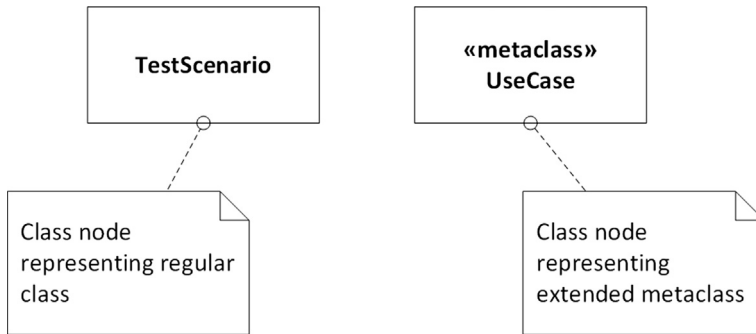 TestScenario
«metaclass»
UseCase
Class node
representing regular
class
Class node
representing
extended metaclass